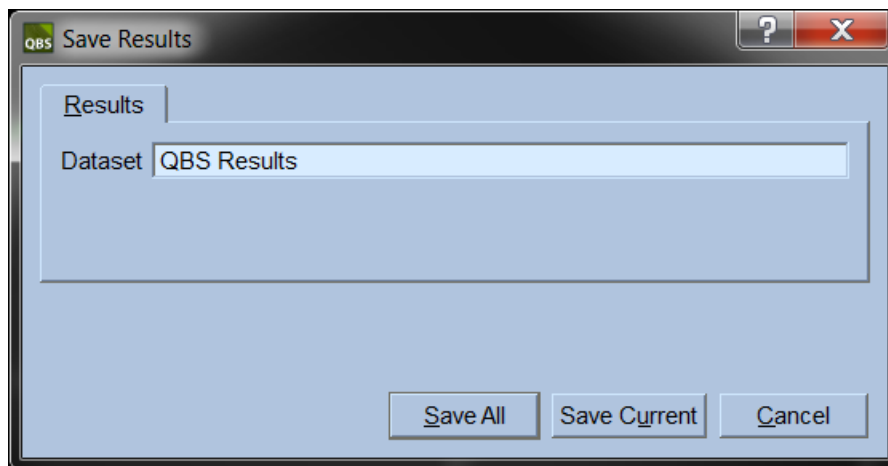 QBS Save Results
?
X
Results
Dataset QBS Results
Save All Save Current Cancel